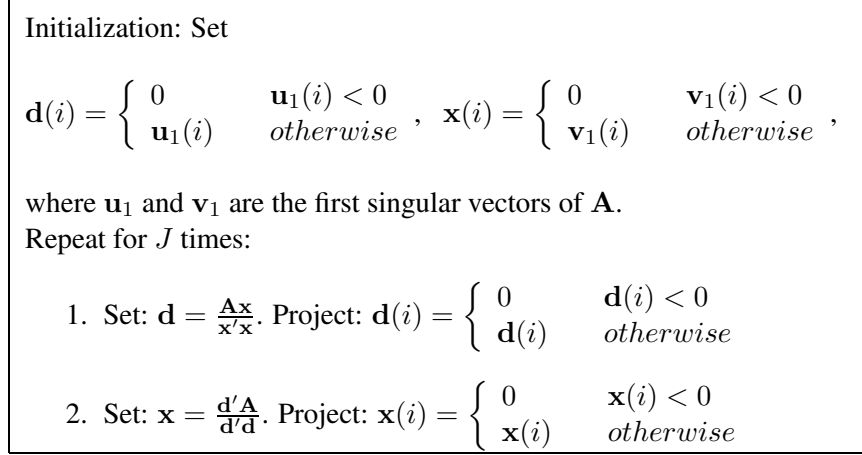 Initialization: Set
d(i) = { 0 u₁(i) < 0 ; u₁(i) otherwise , x(i) = { 0 v₁(i) < 0 ; v₁(i) otherwise ,
where u₁ and v₁ are the first singular vectors of A.
Repeat for J times:
1. Set: d = Ax/x′x. Project: d(i) = { 0 d(i) < 0 ; d(i) otherwise
2. Set: x = d′A/d′d. Project: x(i) = { 0 x(i) < 0 ; x(i) otherwise